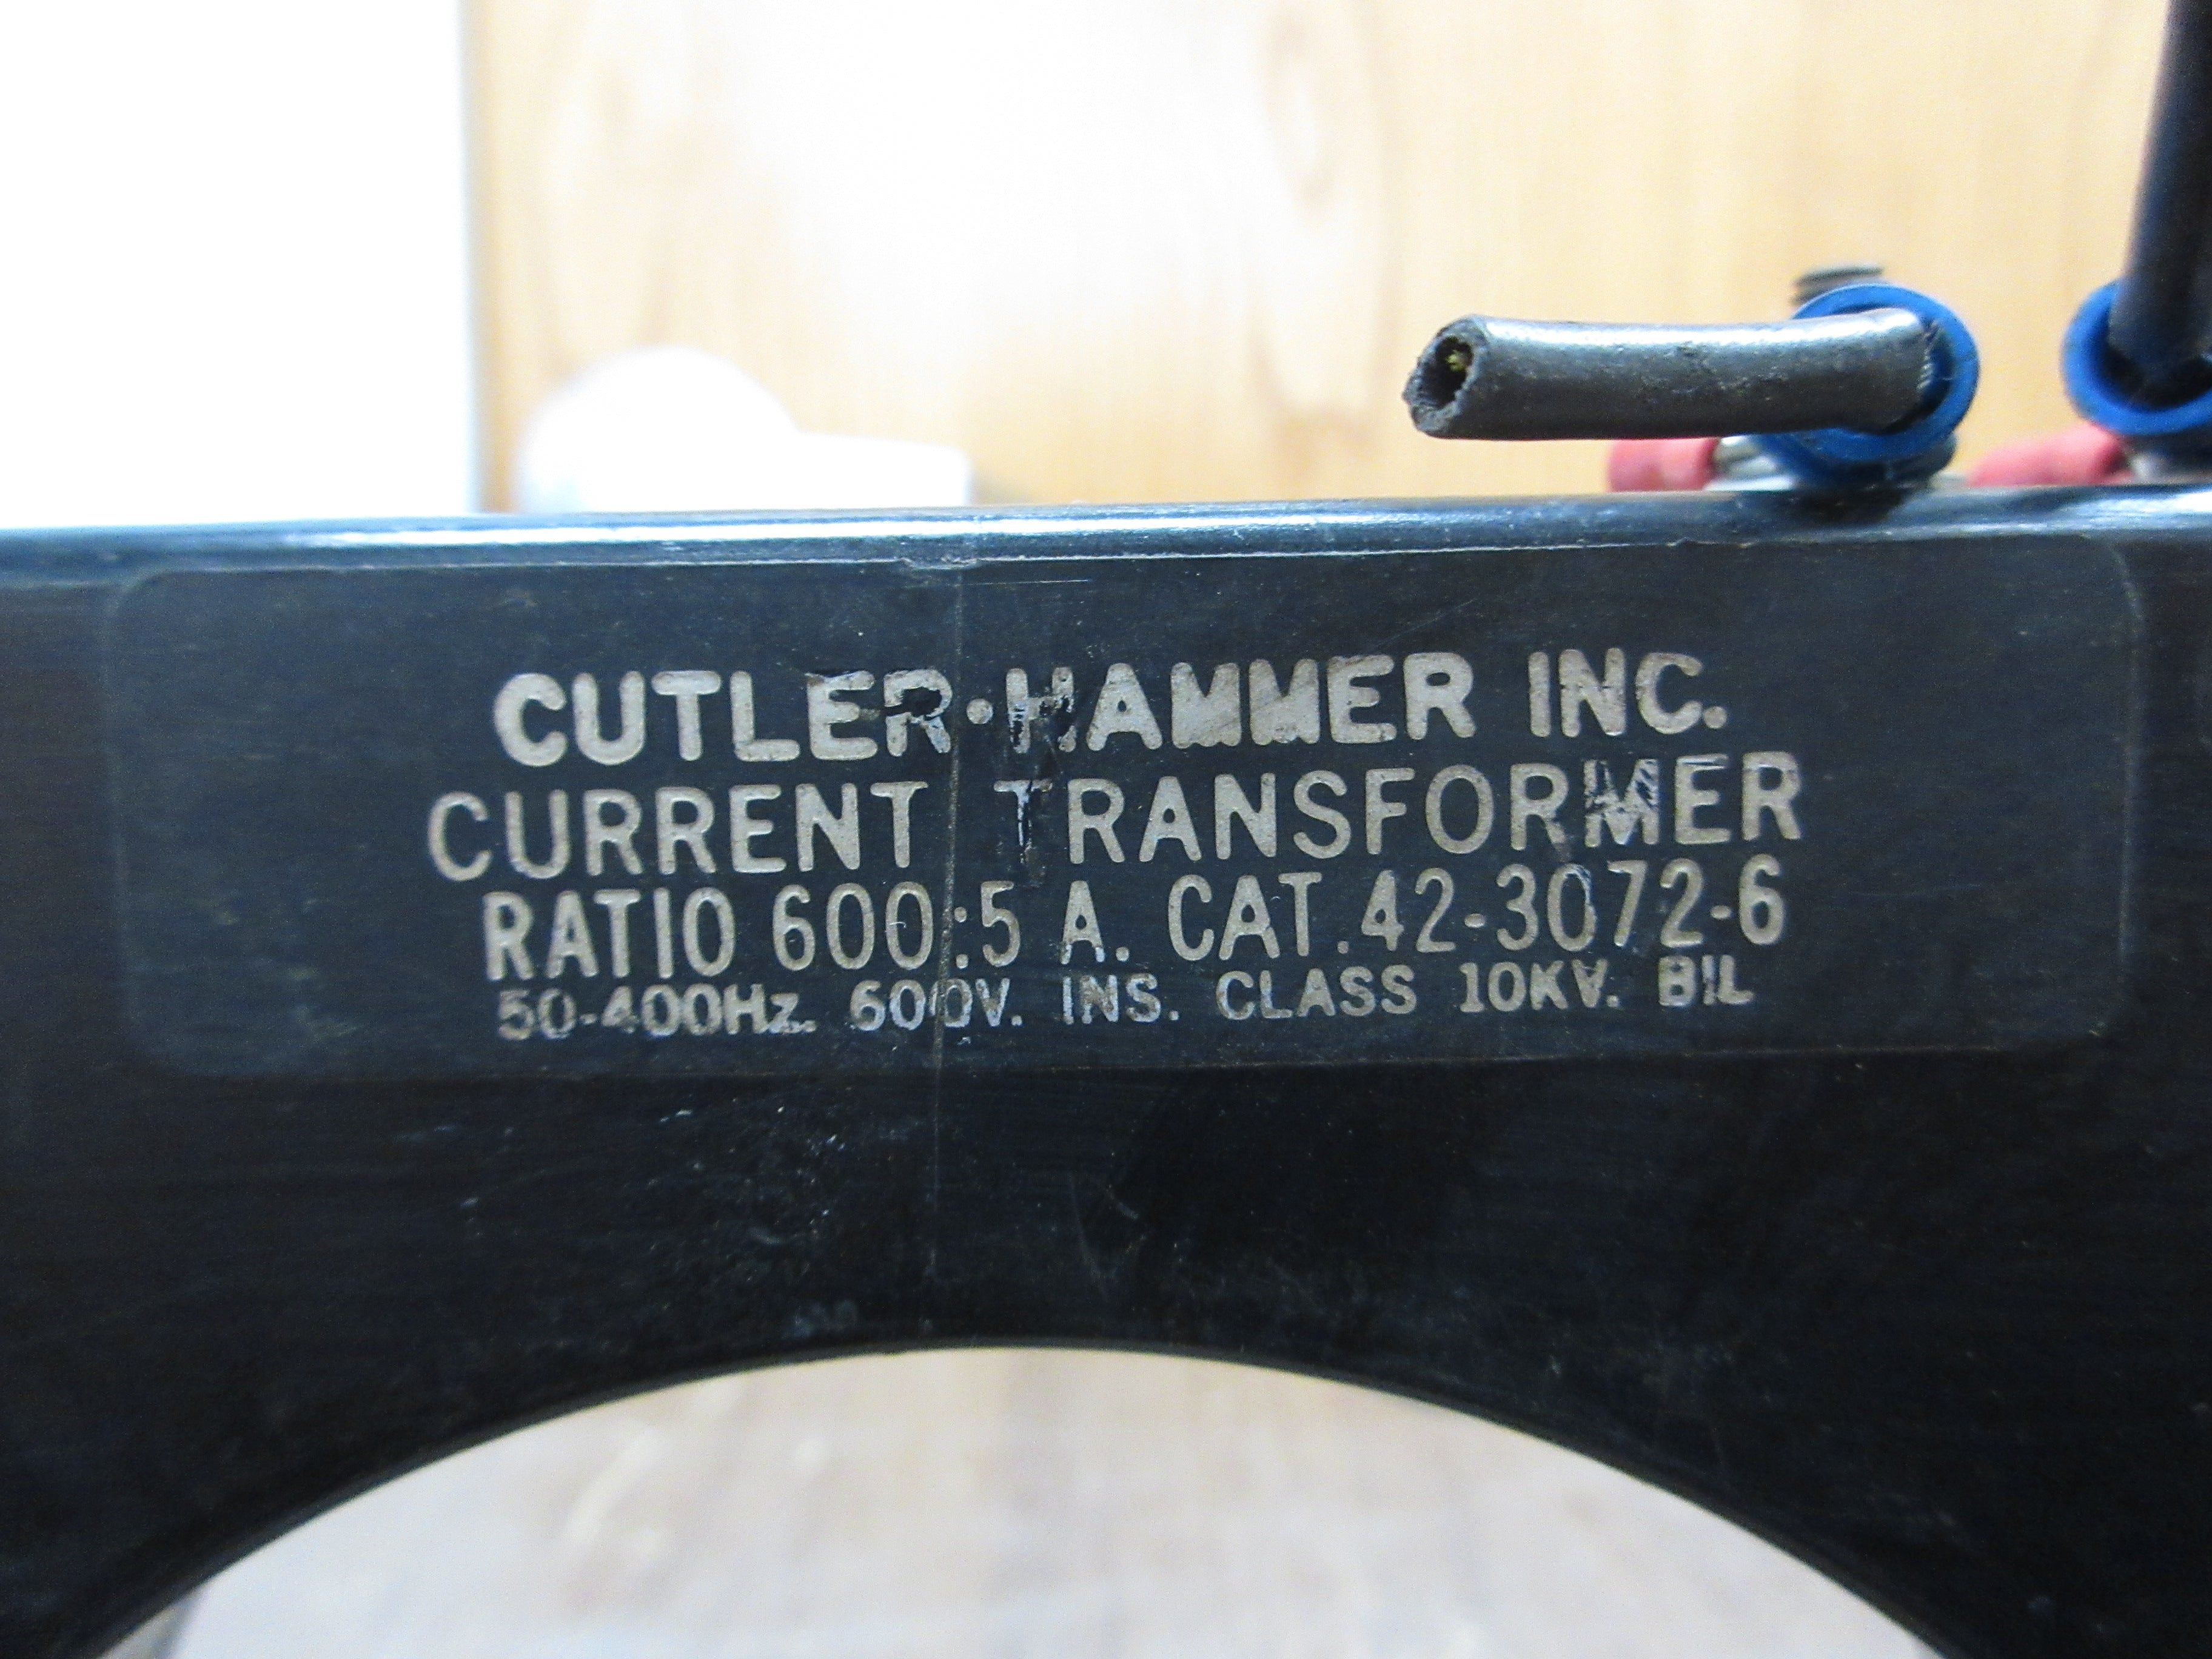 CUTLER·HAMMER INC.
CURRENT TRANSFORMER
RATIO 600:5 A. CAT.42-3072-6
50-400Hz. 600V. INS. CLASS 10KV. BIL